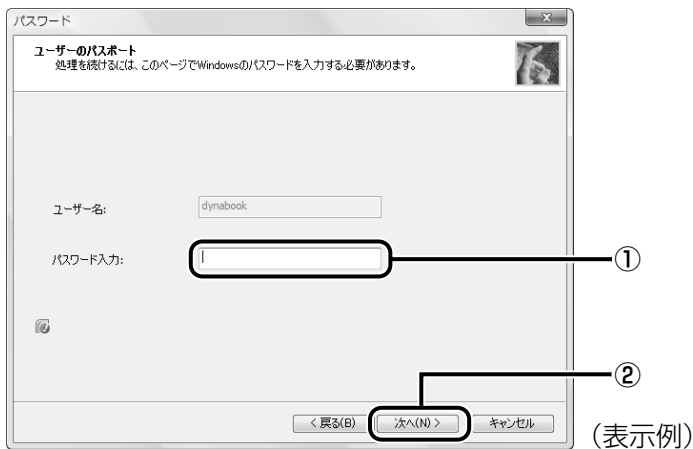 パスワード
ユーザーのパスポート
処理を続けるには、このページでWindowsのパスワードを入力する必要があります。
ユーザー名:
dynabook
パスワード入力:
①
②
< 戻る(B)
次へ(N) >
キャンセル
（表示例）